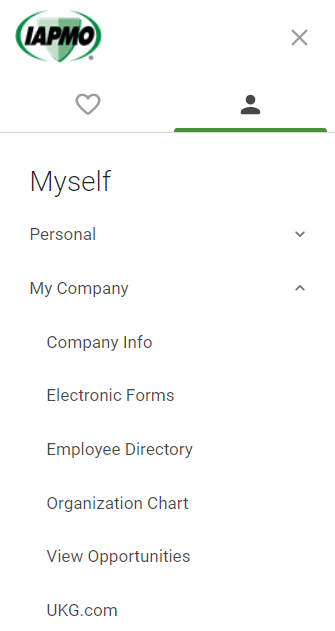 IAPMO
Myself
Personal
My Company
Company Info
Electronic Forms
Employee Directory
Organization Chart
View Opportunities
UKG.com